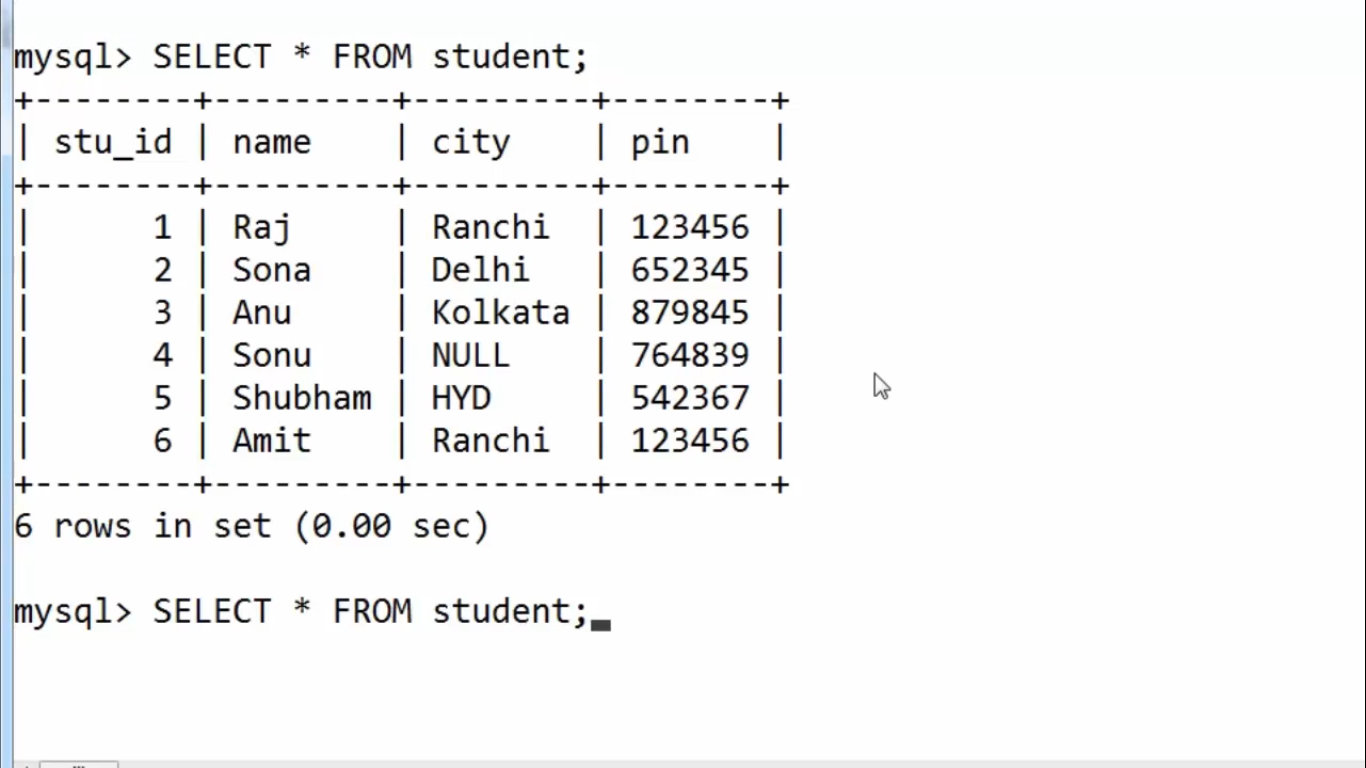 mysql> SELECT * FROM student;
+--------+---------+---------+--------+
| stu_id | name    | city    | pin    |
+--------+---------+---------+--------+
|      1 | Raj     | Ranchi  | 123456 |
|      2 | Sona    | Delhi   | 652345 |
|      3 | Anu     | Kolkata | 879845 |
|      4 | Sonu    | NULL    | 764839 |
|      5 | Shubham | HYD     | 542367 |
|      6 | Amit    | Ranchi  | 123456 |
+--------+---------+---------+--------+
6 rows in set (0.00 sec)
mysql> SELECT * FROM student;